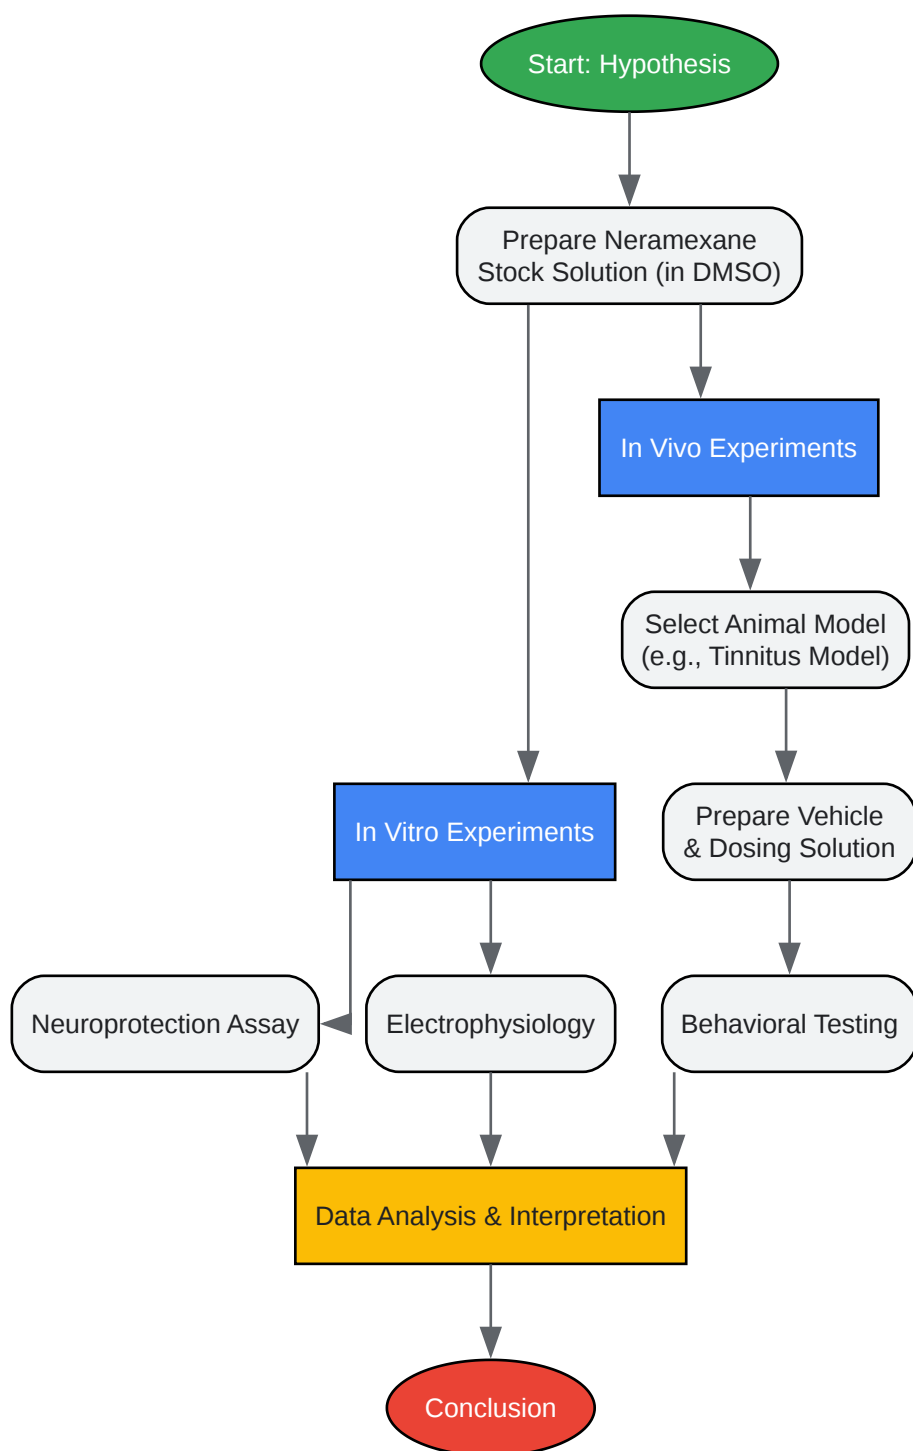 Start: Hypothesis
Prepare Neramexane
Stock Solution (in DMSO)
In Vivo Experiments
Select Animal Model
(e.g., Tinnitus Model)
In Vitro Experiments
Prepare Vehicle
& Dosing Solution
Neuroprotection Assay
Electrophysiology
Behavioral Testing
Data Analysis & Interpretation
Conclusion